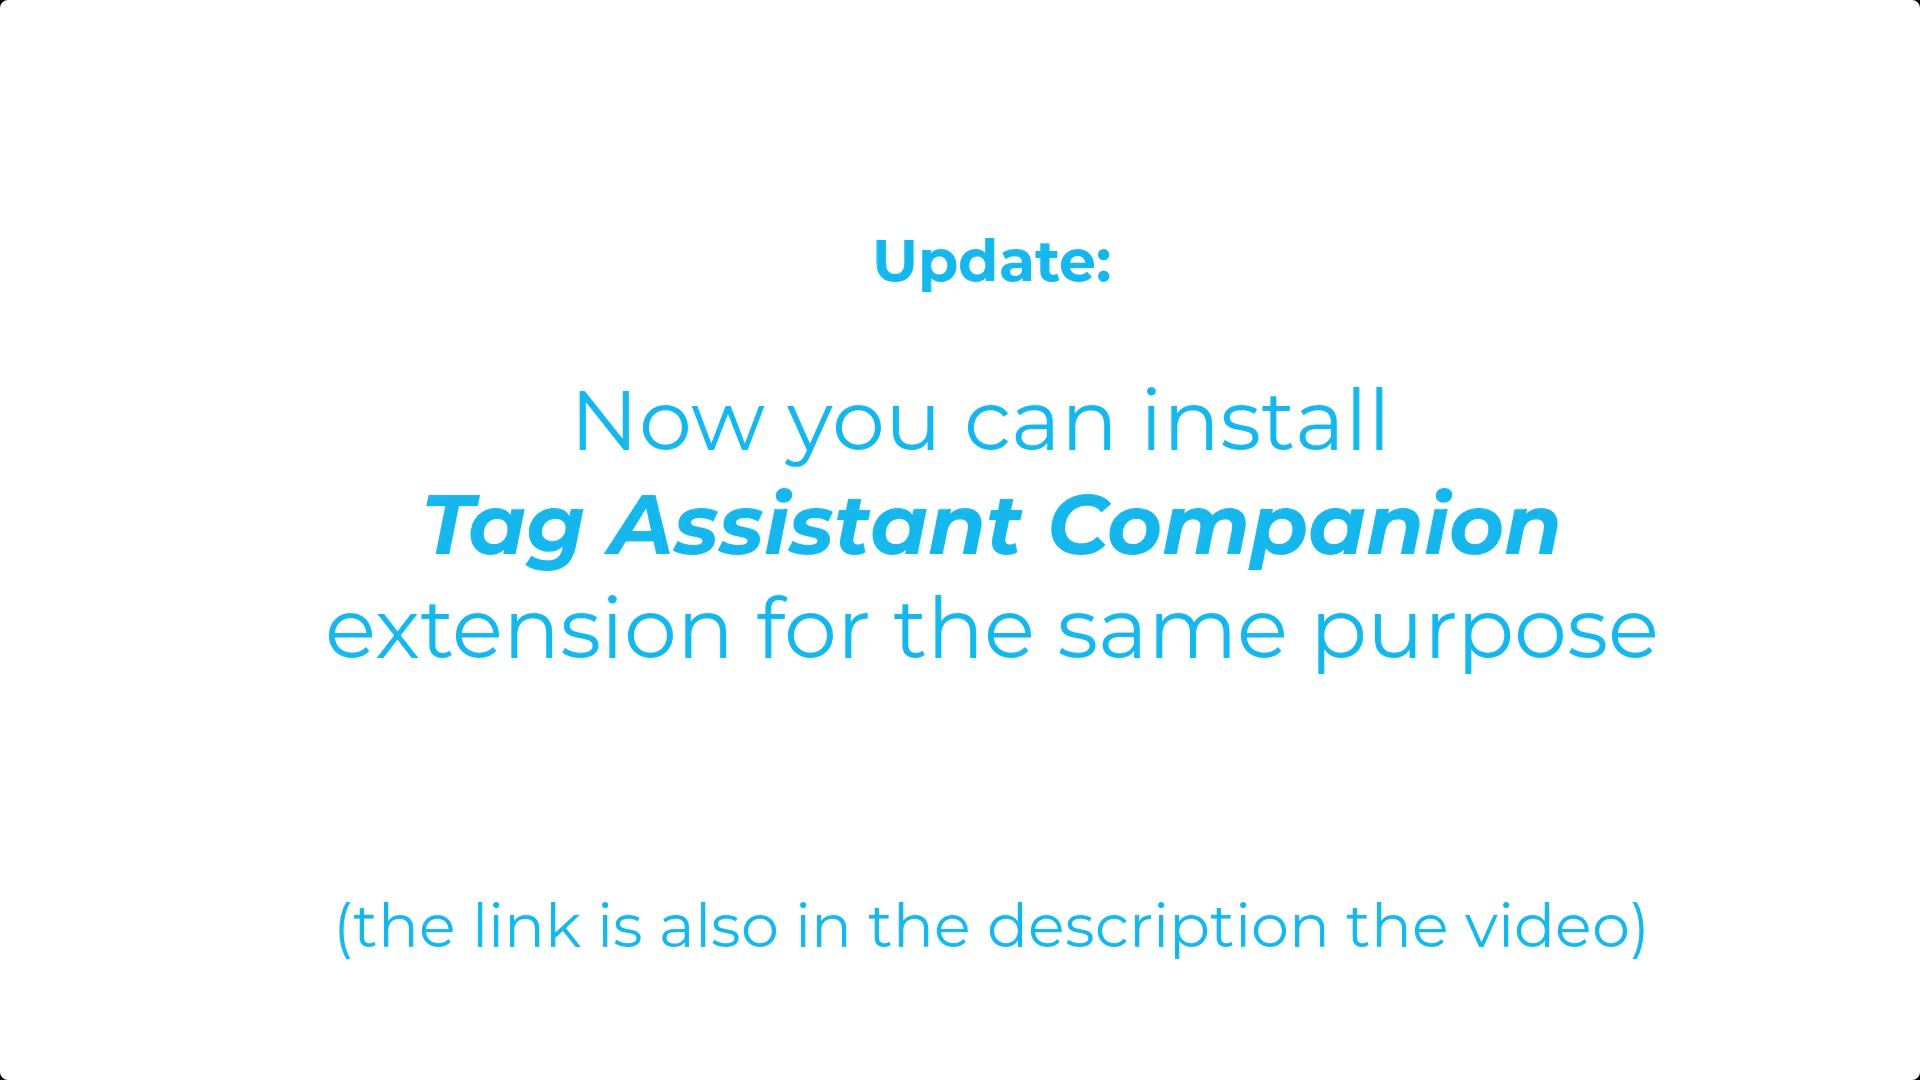 Update:
Now you can install
Tag Assistant Companion
extension for the same purpose
(the link is also in the description the video)